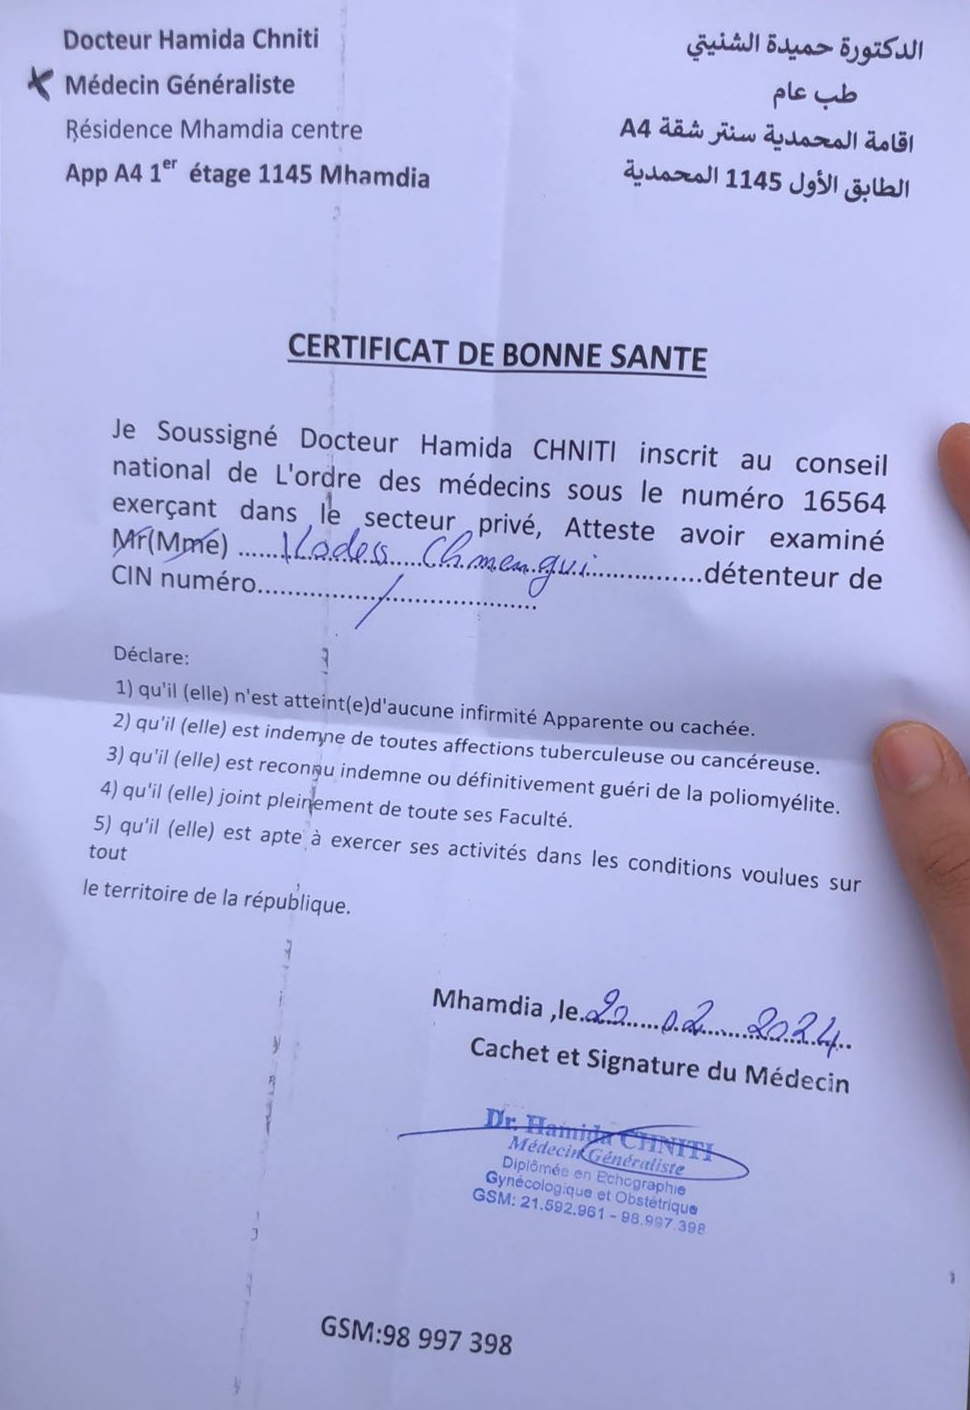 Docteur Hamida Chniti
Médecin Généraliste
Résidence Mhamdia centre
App A4 1er étage 1145 Mhamdia
الدكتورة حميدة الشنيتي
طب عام
اقامة المحمدية سنتر شقة A4
الطابق الأول 1145 المحمدية
CERTIFICAT DE BONNE SANTE
Je Soussigné Docteur Hamida CHNITI inscrit au conseil
national de L'ordre des médecins sous le numéro 16564
exerçant dans le secteur privé, Atteste avoir examiné
Mr(Mme) ........ Chmengui..............détenteur de
CIN numéro........../..........
Déclare:
1) qu'il (elle) n'est atteint(e)d'aucune infirmité Apparente ou cachée.
2) qu'il (elle) est indemne de toutes affections tuberculeuse ou cancéreuse.
3) qu'il (elle) est reconnu indemne ou définitivement guéri de la poliomyélite.
4) qu'il (elle) joint pleinement de toute ses Faculté.
5) qu'il (elle) est apte à exercer ses activités dans les conditions voulues sur
tout
le territoire de la république.
Mhamdia ,le.20.....02.....2024..
Cachet et Signature du Médecin
Dr. Hamida CHNITI
Médecin Généraliste
Diplômée en Echographie
Gynécologique et Obstétrique
GSM: 21.592.961 - 98.997.398
GSM:98 997 398